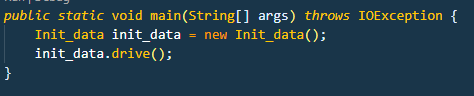 public static void main(String[] args) throws IOException {
Init_data init_data = new Init_data();
init_data.drive();
}